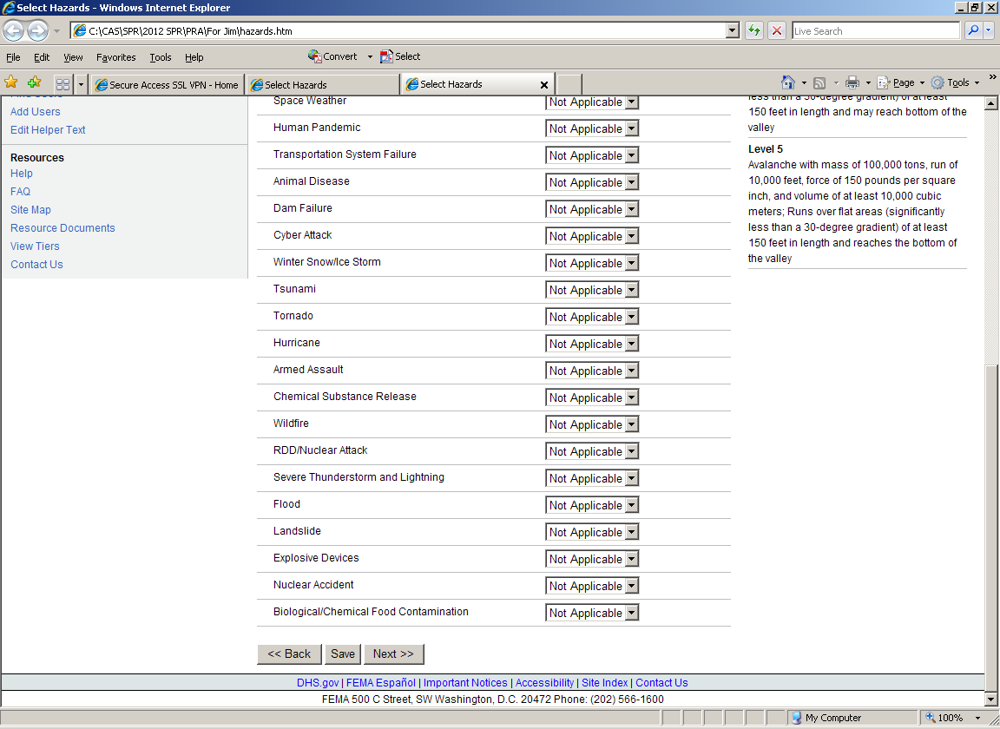 Select Hazards - Windows Internet Explorer
C:\CAS\SPR\2012 SPR\PRA\For Jim\hazards.htm
Live Search
File Edit View Favorites Tools Help
Convert
Select
Secure Access SSL VPN - Home
Select Hazards
Select Hazards
Page
Tools
Add Users
Edit Helper Text
Resources
Help
FAQ
Site Map
Resource Documents
View Tiers
Contact Us
Space Weather Not Applicable
Human Pandemic Not Applicable
Transportation System Failure Not Applicable
Animal Disease Not Applicable
Dam Failure Not Applicable
Cyber Attack Not Applicable
Winter Snow/Ice Storm Not Applicable
Tsunami Not Applicable
Tornado Not Applicable
Hurricane Not Applicable
Armed Assault Not Applicable
Chemical Substance Release Not Applicable
Wildfire Not Applicable
RDD/Nuclear Attack Not Applicable
Severe Thunderstorm and Lightning Not Applicable
Flood Not Applicable
Landslide Not Applicable
Explosive Devices Not Applicable
Nuclear Accident Not Applicable
Biological/Chemical Food Contamination Not Applicable
<< Back Save Next >>
less than a 30-degree gradient) of at least
150 feet in length and may reach bottom of the
valley
Level 5
Avalanche with mass of 100,000 tons, run of
10,000 feet, force of 150 pounds per square
inch, and volume of at least 10,000 cubic
meters; Runs over flat areas (significantly
less than a 30-degree gradient) of at least
150 feet in length and reaches the bottom of
the valley
DHS.gov | FEMA Español | Important Notices | Accessibility | Site Index | Contact Us
FEMA 500 C Street, SW Washington, D.C. 20472 Phone: (202) 566-1600
My Computer
100%